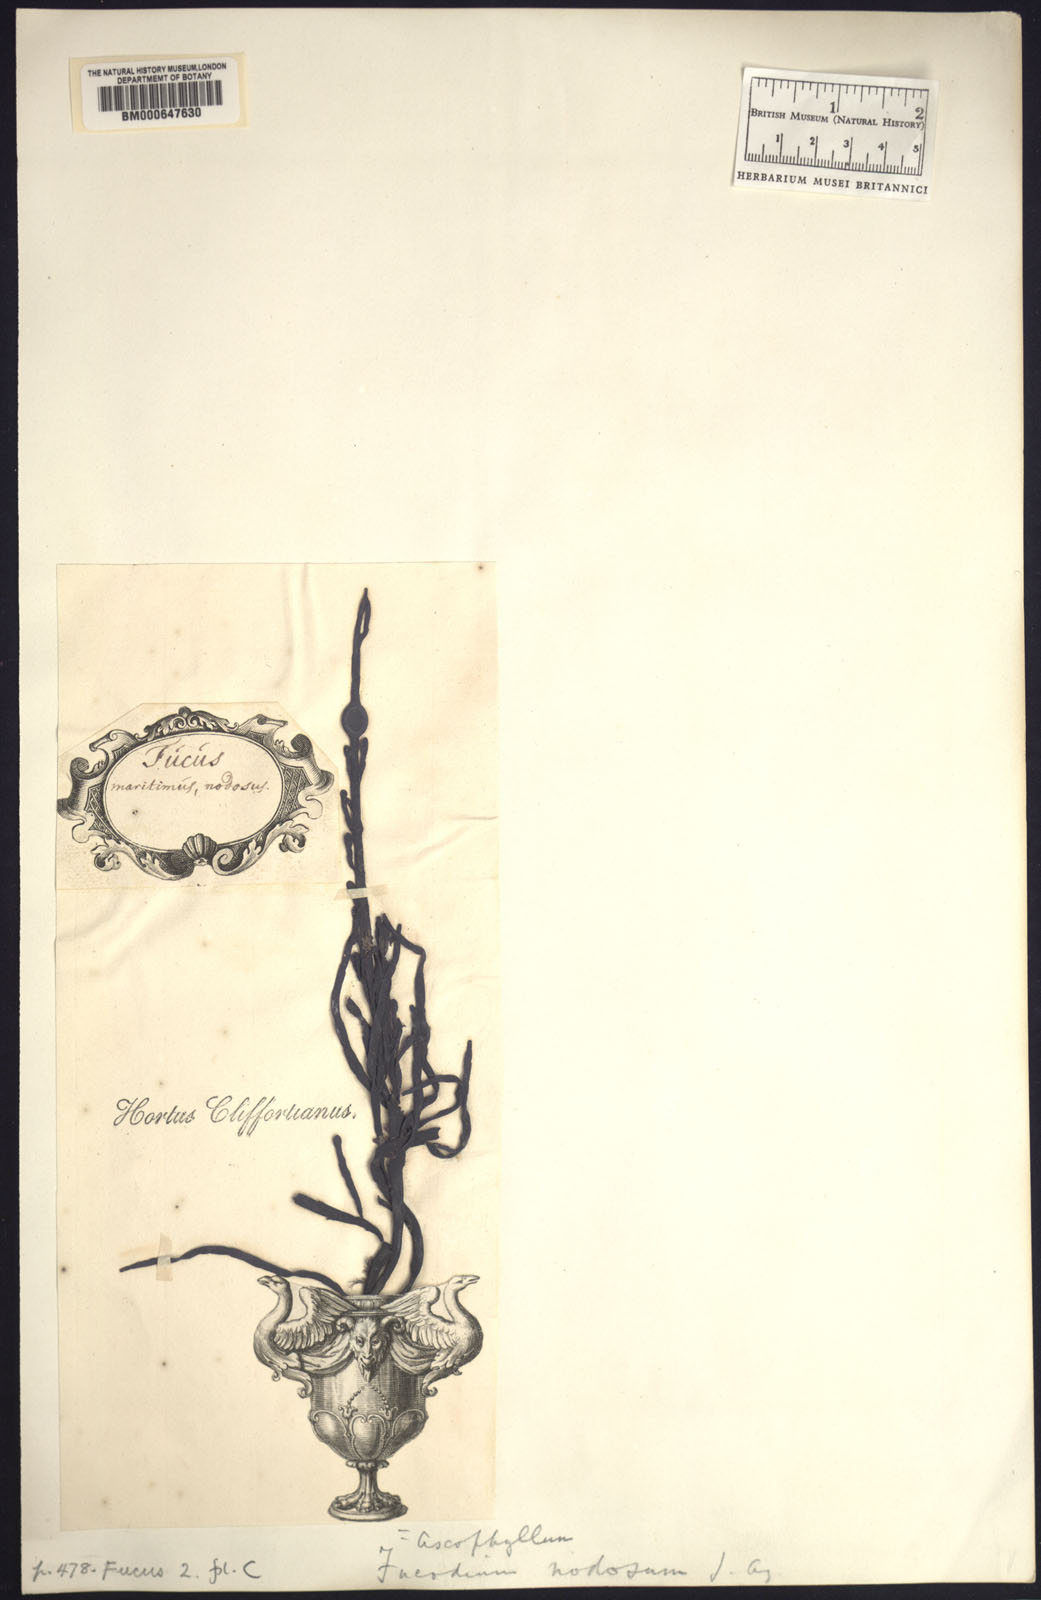 THE NATURAL HISTORY MUSEUM, LONDON
DEPARTMEMT OF BOTANY
BM000647630
1 2
BRITISH MUSEUM (NATURAL HISTORY)
1 2 3 4 5
HERBARIUM MUSEI BRITANNICI
Fucus
maritimus, nodosus.
Hortus Cliffortianus.
= Ascophyllum
p. 478. Fucus 2. fol. C
Fucodium nodosum J. Ag.